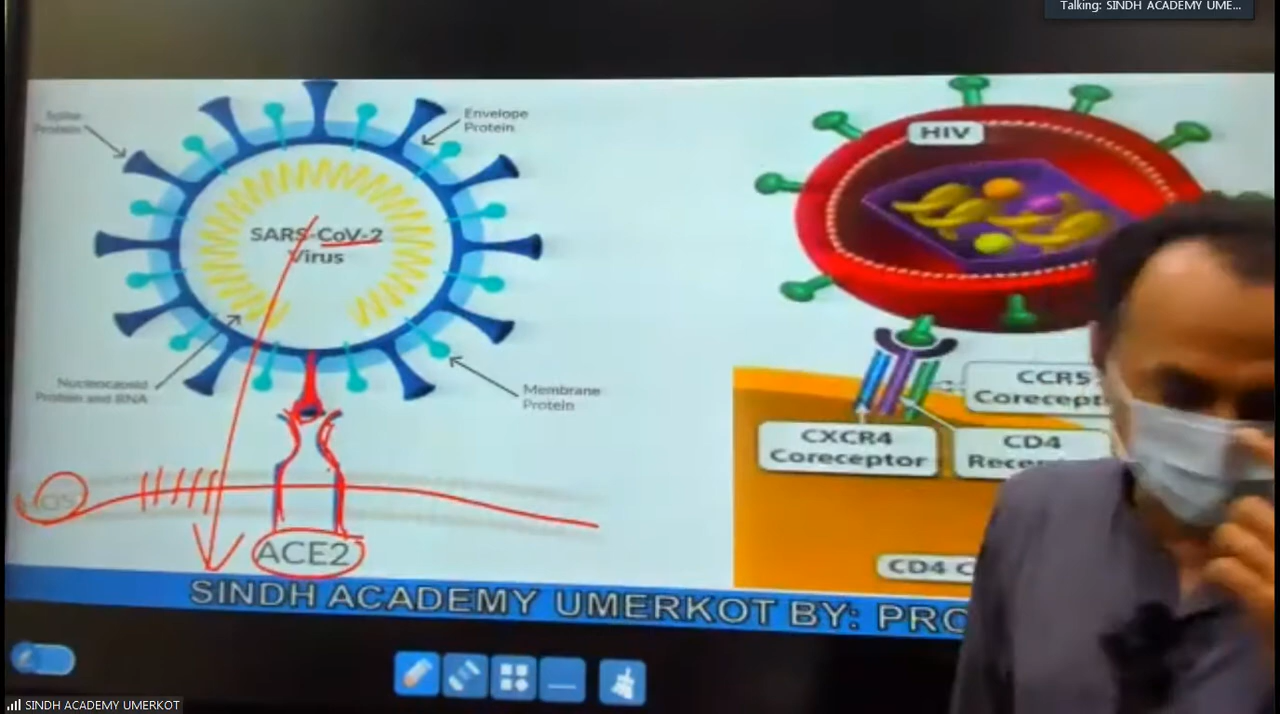 Talking: SINDH ACADEMY UME...
Spike
Protein
Envelope
Protein
SARS-CoV-2
Virus
Nucleocapsid
Protein and RNA
Membrane
Protein
ACE2
HIV
CCR5
Corecept
CXCR4
Coreceptor
CD4
Rece
CD4 C
SINDH ACADEMY UMERKOT BY: PRO
SINDH ACADEMY UMERKOT